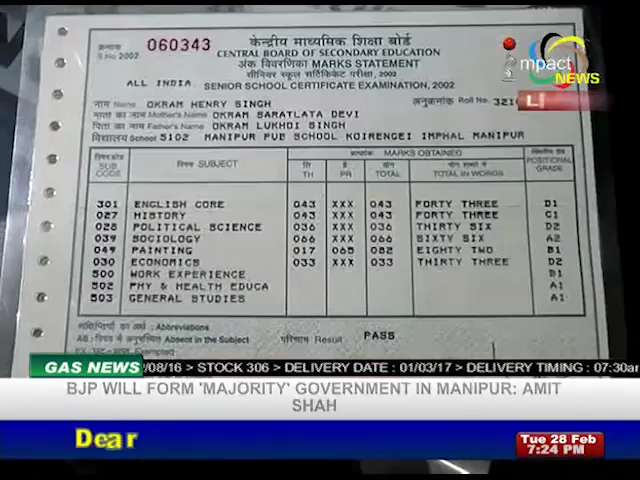 क्रमांक
S.No 2002
060343
केन्द्रीय माध्यमिक शिक्षा बोर्ड
CENTRAL BOARD OF SECONDARY EDUCATION
अंक विवरणिका MARKS STATEMENT
सीनियर स्कूल सर्टिफिकेट परीक्षा, 2002
ALL INDIA SENIOR SCHOOL CERTIFICATE EXAMINATION, 2002
impact NEWS
नाम Name OKRAM HENRY SINGH
अनुक्रमांक Roll No.
माता का नाम Mother's Name OKRAM BARATLATA DEVI
पिता का नाम Father's Name OKRAM LUKHOI SINGH
विद्यालय School 5102 MANIPUR PUB SCHOOL KOIRENGEI IMPHAL MANIPUR
SUB CODE विषय SUBJECT MARKS OBTAINED POSITIONAL GRADE
TH PR TOTAL TOTAL IN WORDS
301 ENGLISH CORE 043 XXX 043 FORTY THREE D1
027 HISTORY 043 XXX 043 FORTY THREE C1
028 POLITICAL SCIENCE 036 XXX 036 THIRTY SIX D2
039 SOCIOLOGY 066 XXX 066 SIXTY SIX A2
049 PAINTING 017 065 082 EIGHTY TWO B1
030 ECONOMICS 033 XXX 033 THIRTY THREE D2
500 WORK EXPERIENCE B1
502 PHY & HEALTH EDUCA A1
503 GENERAL STUDIES A1
Abbreviations
Absent in the Subject परिणाम Result PASS
Exempted
GAS NEWS /08/16 > STOCK 306 > DELIVERY DATE : 01/03/17 > DELIVERY TIMING : 07:30am
BJP WILL FORM 'MAJORITY' GOVERNMENT IN MANIPUR: AMIT
SHAH
Dear
Tue 28 Feb
7:24 PM